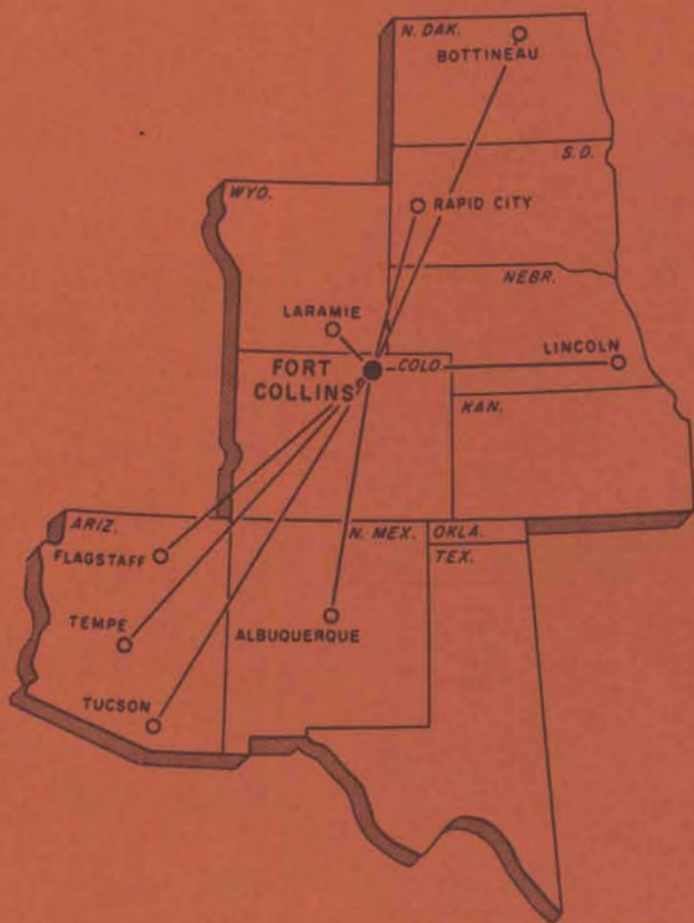 N. DAK.
BOTTINEAU
S.D.
WYO.
RAPID CITY
NEBR.
LARAMIE
LINCOLN
FORT
COLLINS
COLO.
KAN.
ARIZ.
N. MEX.
OKLA.
TEX.
FLAGSTAFF
TEMPE
ALBUQUERQUE
TUCSON